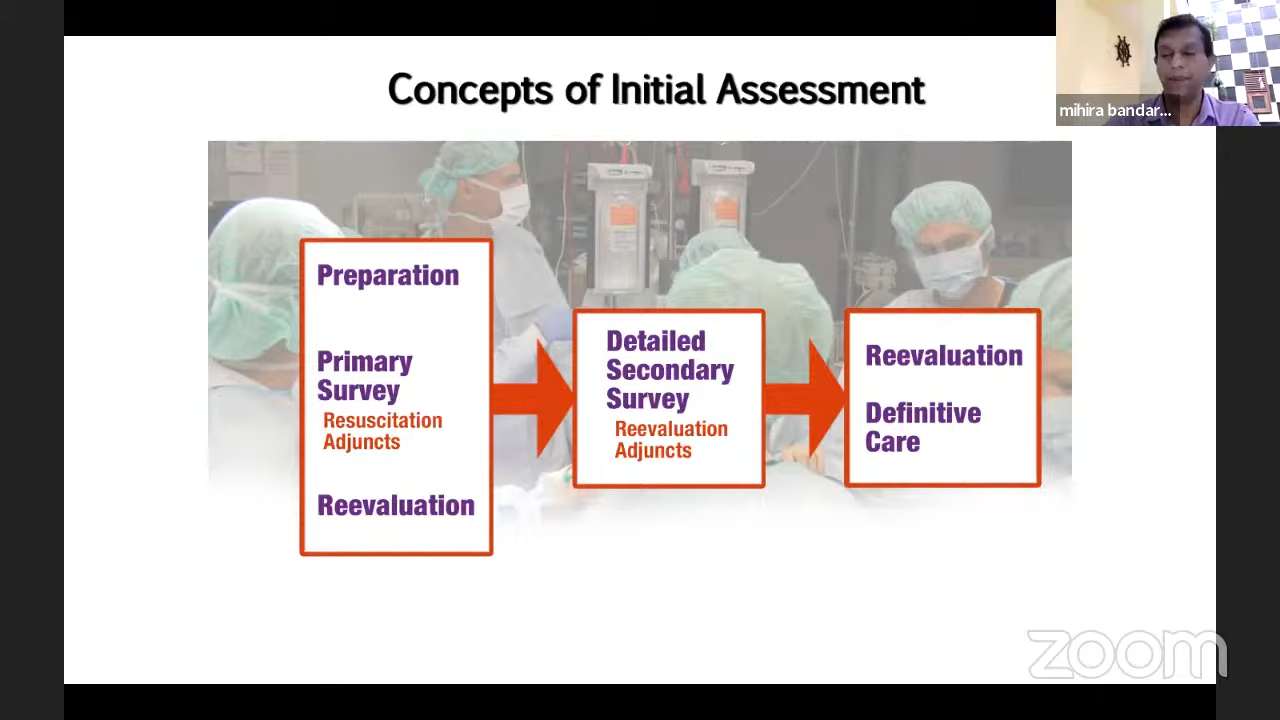 Concepts of Initial Assessment
mihira bandar...
Preparation
Primary
Survey
Resuscitation
Adjuncts
Reevaluation
Detailed
Secondary
Survey
Reevaluation
Adjuncts
Reevaluation
Definitive
Care
zoom